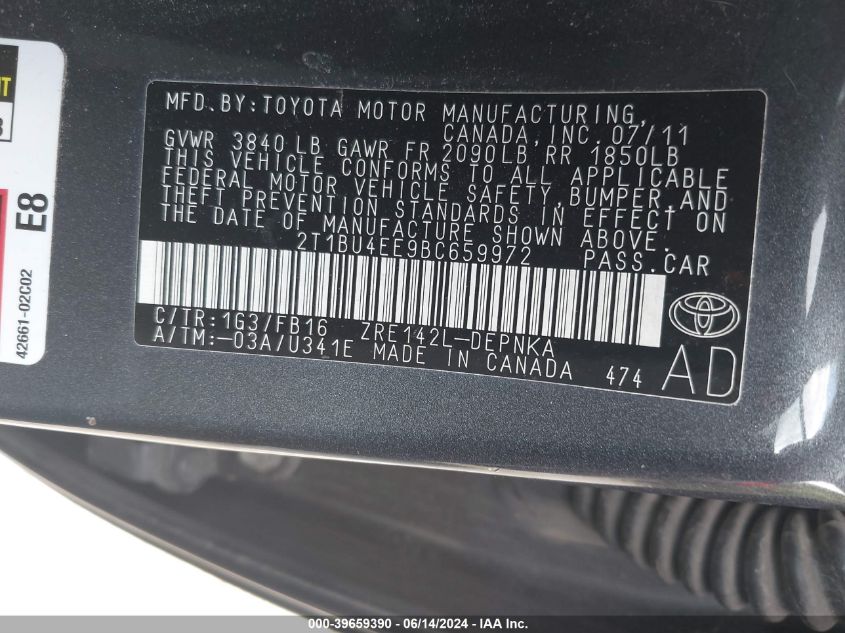 MFD. BY: TOYOTA MOTOR MANUFACTURING,
CANADA, INC. 07/11
GVWR 3840 LB GAWR FR 2090LB RR 1850LB
THIS VEHICLE CONFORMS TO ALL APPLICABLE
FEDERAL MOTOR VEHICLE SAFETY, BUMPER, AND
THEFT PREVENTION STANDARDS IN EFFECT ON
THE DATE OF MANUFACTURE SHOWN ABOVE.
2T1BU4EE9BC659972 PASS. CAR
C/TR: 1G3/FB16 ZRE142L-DEPNKA
A/TM:-03A/U341E MADE IN CANADA 474 AD
E8
42661-02C02
000-39659390 - 06/14/2024 - IAA Inc.